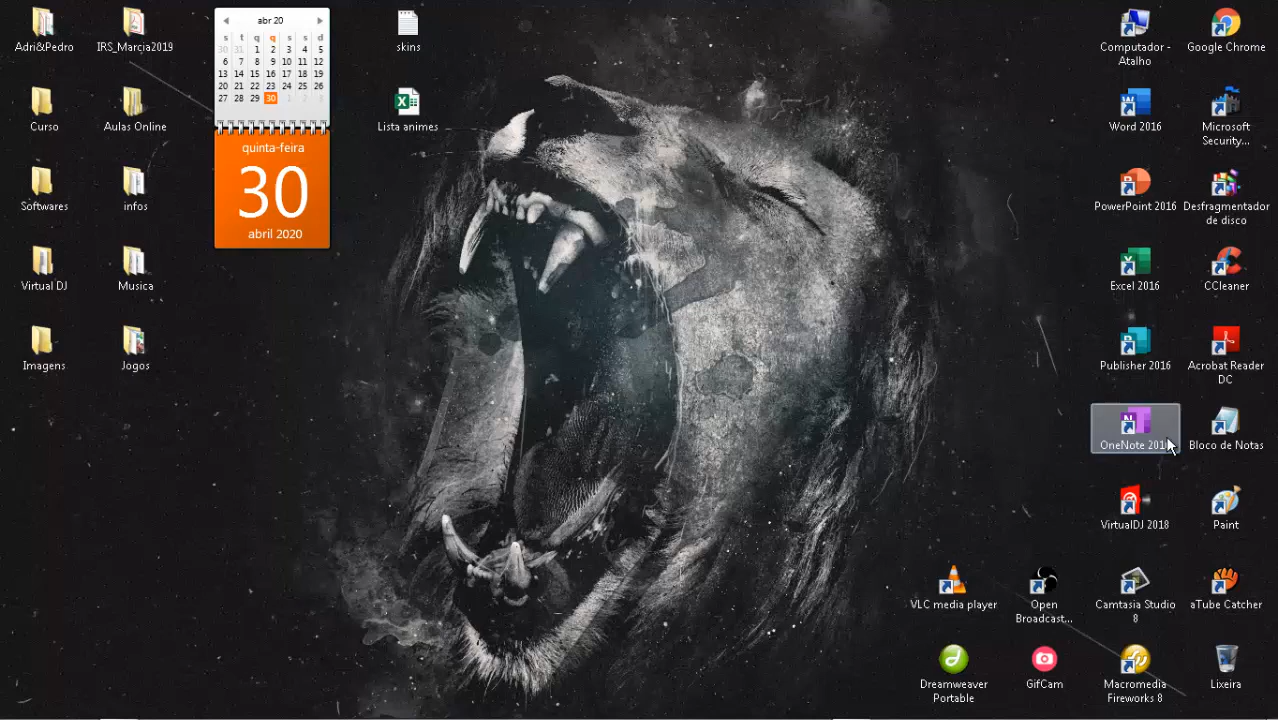 Adri&Pedro
IRS_Marcia2019
Curso
Aulas Online
Softwares
infos
Virtual DJ
Musica
Imagens
Jogos
abr 20
s t q q s s d
30 31 1 2 3 4 5
6 7 8 9 10 11 12
13 14 15 16 17 18 19
20 21 22 23 24 25 26
27 28 29 30 1 2 3
quinta-feira
30
abril 2020
skins
Lista animes
Computador -
Atalho
Google Chrome
Word 2016
Microsoft
Security...
PowerPoint 2016
Desfragmentador
de disco
Excel 2016
CCleaner
Publisher 2016
Acrobat Reader
DC
OneNote 2016
Bloco de Notas
VirtualDJ 2018
Paint
VLC media player
Open
Broadcast...
Camtasia Studio
8
aTube Catcher
Dreamweaver
Portable
GifCam
Macromedia
Fireworks 8
Lixeira